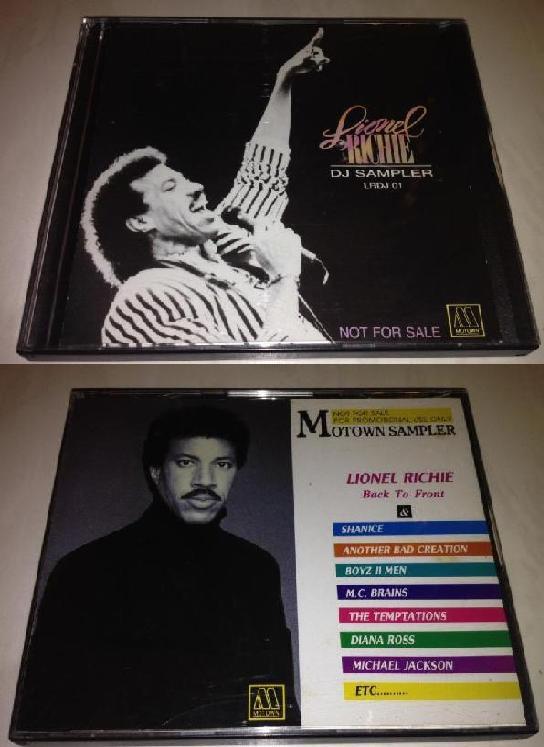 Lionel
RICHIE
DJ SAMPLER
LRDJ 01
NOT FOR SALE
M
MOTOWN
NOT FOR SALE
FOR PROMOTIONAL USE ONLY
MOTOWN SAMPLER
LIONEL RICHIE
Back To Front
&
SHANICE
ANOTHER BAD CREATION
BOYZ II MEN
M.C. BRAINS
THE TEMPTATIONS
DIANA ROSS
MICHAEL JACKSON
ETC..........
M
MOTOWN